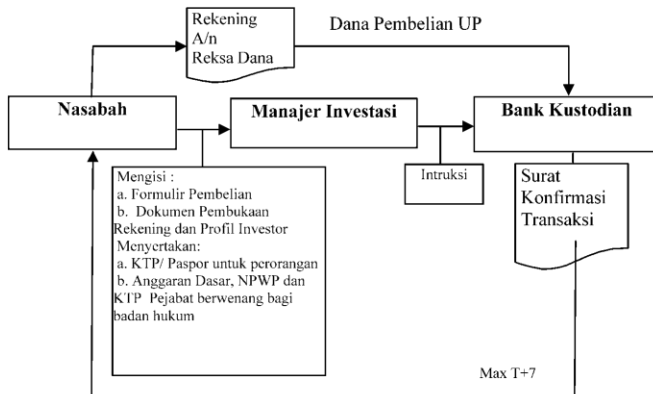 Rekening
A/n
Reksa Dana
Dana Pembelian UP
Nasabah
Manajer Investasi
Bank Kustodian
Mengisi :
a. Formulir Pembelian
b. Dokumen Pembukaan
Rekening dan Profil Investor
Menyertakan:
a. KTP/ Paspor untuk perorangan
b. Anggaran Dasar, NPWP dan
KTP Pejabat berwenang bagi
badan hukum
Intruksi
Surat
Konfirmasi
Transaksi
Max T+7